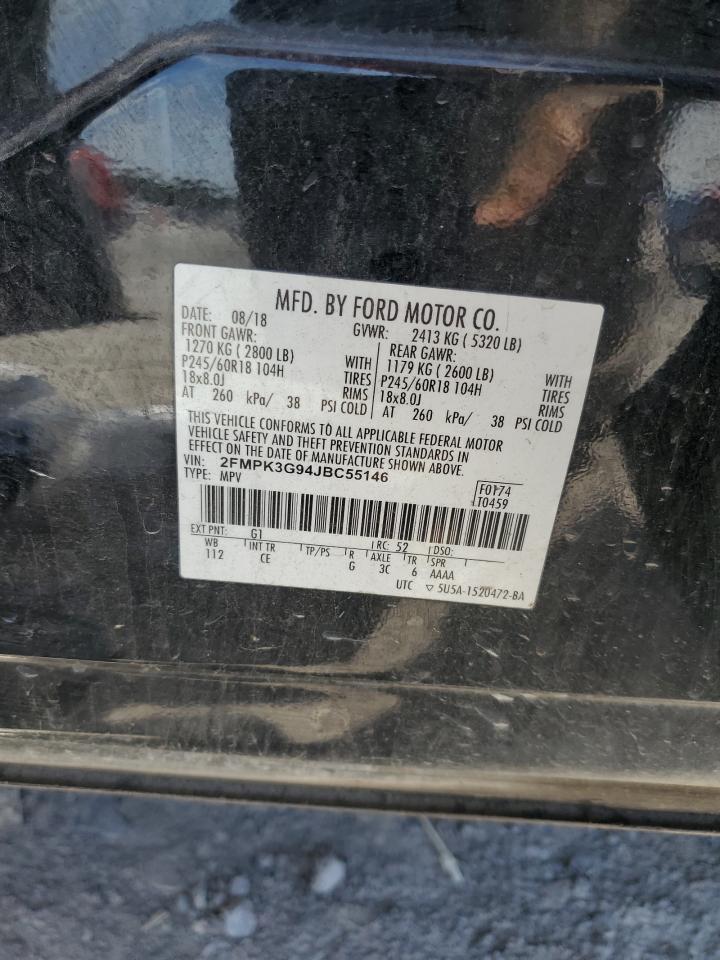 MFD. BY FORD MOTOR CO.
DATE: 08/18 GVWR: 2413 KG ( 5320 LB)
FRONT GAWR: REAR GAWR:
1270 KG ( 2800 LB) WITH 1179 KG ( 2600 LB) WITH
P245/60R18 104H TIRES P245/60R18 104H TIRES
18x8.0J RIMS 18x8.0J RIMS
AT 260 kPa/ 38 PSI COLD AT 260 kPa/ 38 PSI COLD
THIS VEHICLE CONFORMS TO ALL APPLICABLE FEDERAL MOTOR
VEHICLE SAFETY AND THEFT PREVENTION STANDARDS IN
EFFECT ON THE DATE OF MANUFACTURE SHOWN ABOVE.
VIN: 2FMPK3G94JBC55146 F0174
TYPE: MPV T0459
EXT PNT: G1 RC: 52 DSO:
WB INT TR TP/PS R AXLE TR SPR
112 CE G 3C 6 AAAA
UTC ▽ 5U5A-1520472-BA